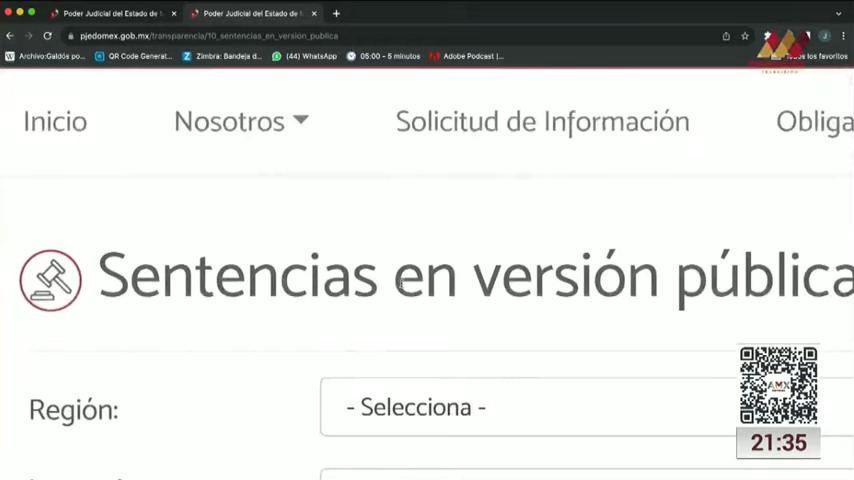 Poder Judicial del Estado de M
Poder Judicial del Estado de M
pjedomex.gob.mx/transparencia/10_sentencias_en_version_publica
Archivo:Galdós po...
QR Code General...
Zimbra: Bandeja d...
(44) WhatsApp
05:00 – 5 minutos
Adobe Podcast |...
Todos los favoritos
TELEVISIÓN
Inicio
Nosotros
Solicitud de Información
Obliga
Sentencias en versión pública
Región:
- Selecciona -
AMX
21:35